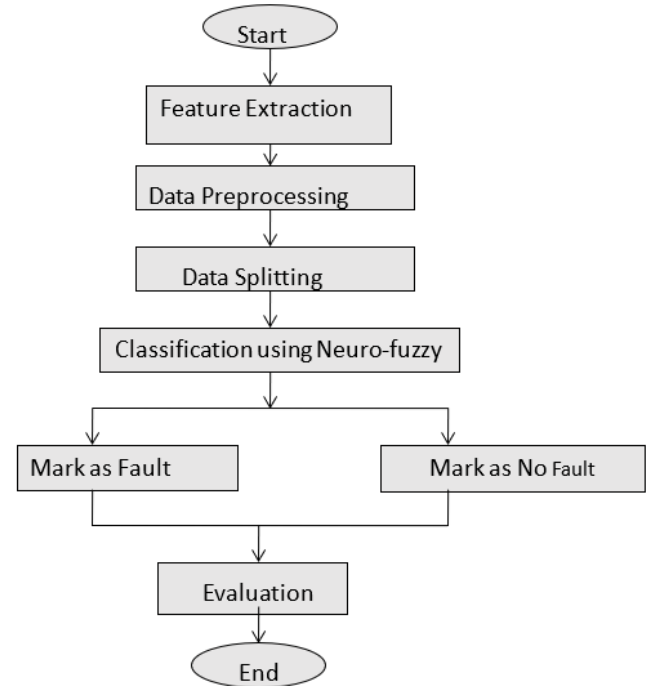 Start
Feature Extraction
Data Preprocessing
Data Splitting
Classification using Neuro-fuzzy
Mark as Fault
Mark as No Fault
Evaluation
End